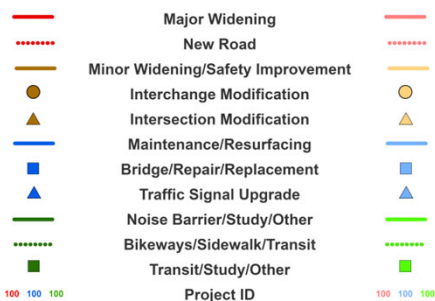 Major Widening
New Road
Minor Widening/Safety Improvement
Interchange Modification
Intersection Modification
Maintenance/Resurfacing
Bridge/Repair/Replacement
Traffic Signal Upgrade
Noise Barrier/Study/Other
Bikeways/Sidewalk/Transit
Transit/Study/Other
100 100 100 Project ID 100 100 100